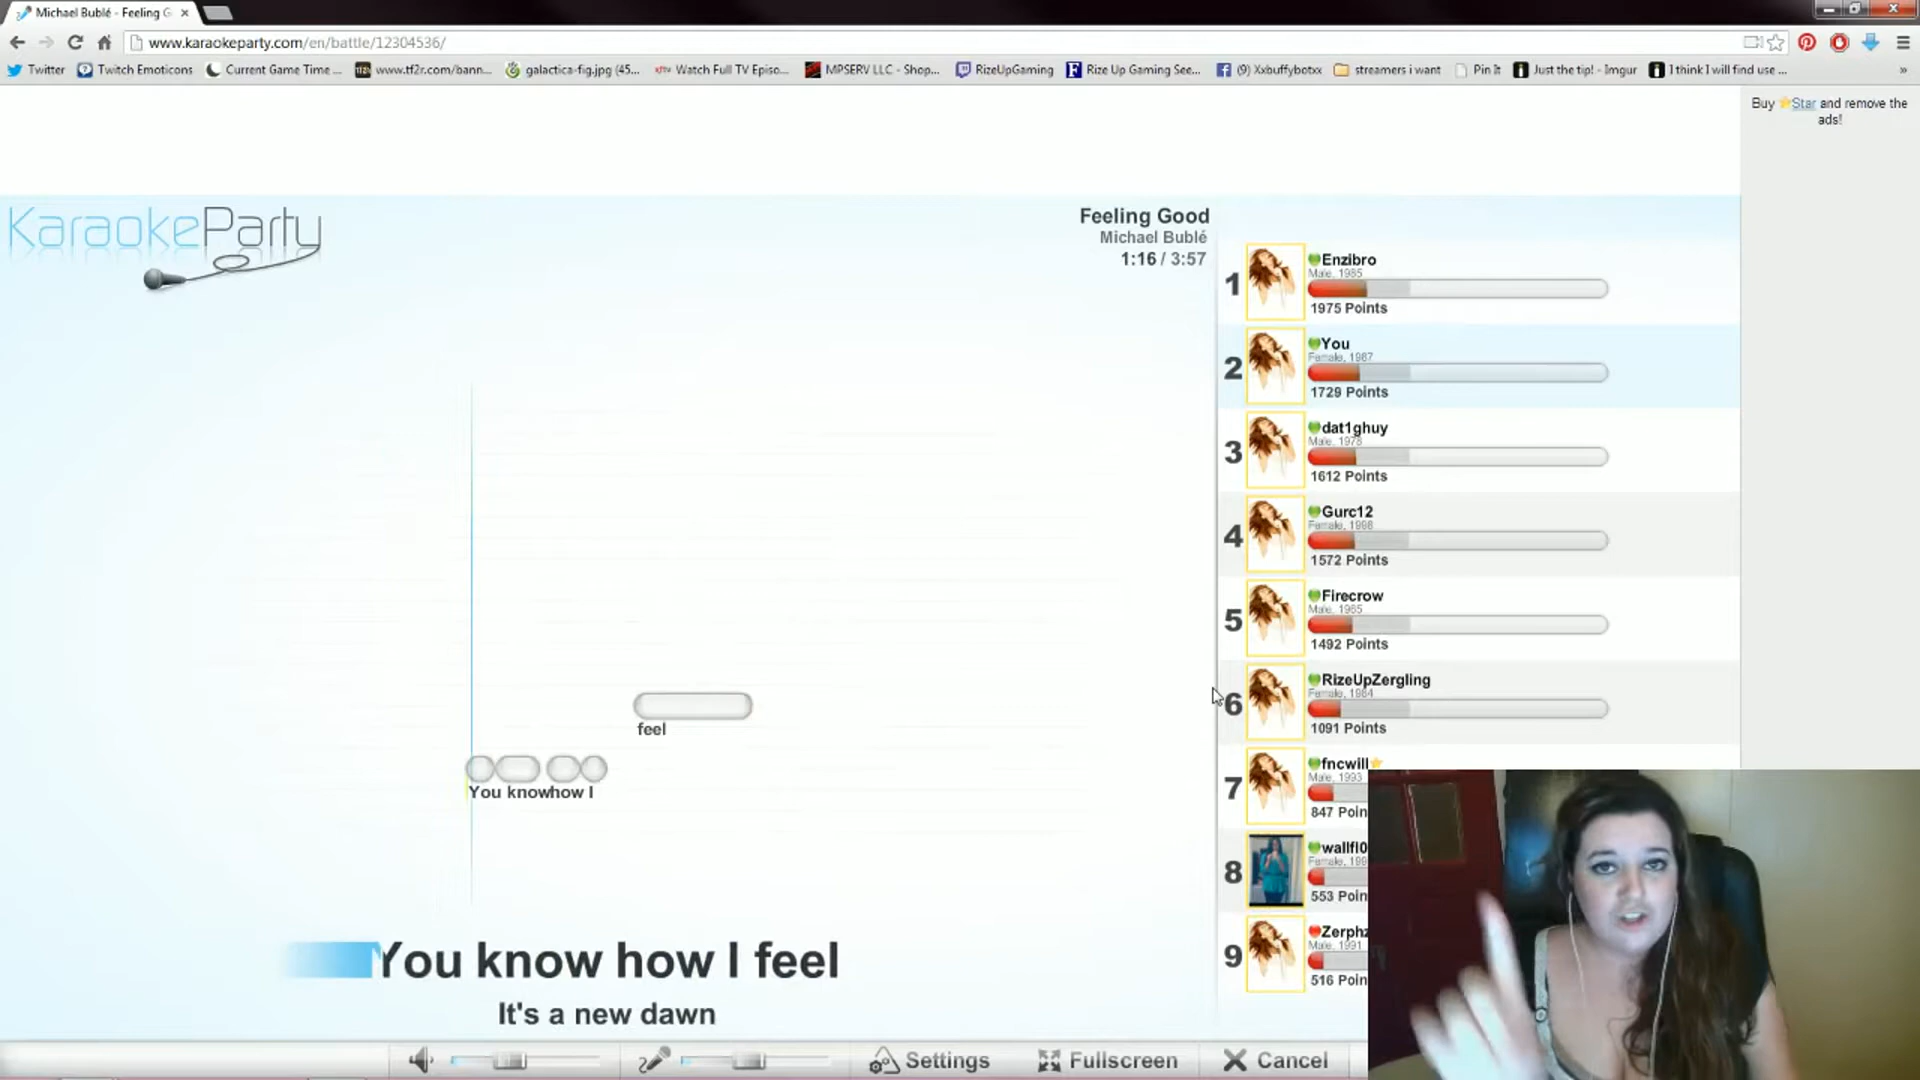 Michael Bublé - Feeling G
www.karaokeparty.com/en/battle/12304536/
Twitter
Twitch Emoticons
Current Game Time ...
www.tf2r.com/bann...
galactica-fig.jpg (45...
Watch Full TV Episo...
MPSERV LLC - Shop...
RizeUpGaming
Rize Up Gaming See...
(9) Xxbuffybotxx
streamers i want
Pin It
Just the tip! - Imgur
I think I will find use ...
»
Buy Star and remove the
ads!
KaraokeParty
Feeling Good
Michael Bublé
1:16 / 3:57
1
Enzibro
Male, 1985
1975 Points
2
You
Female, 1987
1729 Points
3
dat1ghuy
Male, 1978
1612 Points
4
Gurc12
Female, 1998
1572 Points
5
Firecrow
Male, 1985
1492 Points
6
RizeUpZergling
Female, 1984
1091 Points
7
fncwill
Male, 1993
847 Poin
8
wallfl0
Female, 199
553 Poin
9
Zerphz
Male, 1991
516 Poin
feel
You knowhow I
You know how I feel
It's a new dawn
Settings
Fullscreen
Cancel